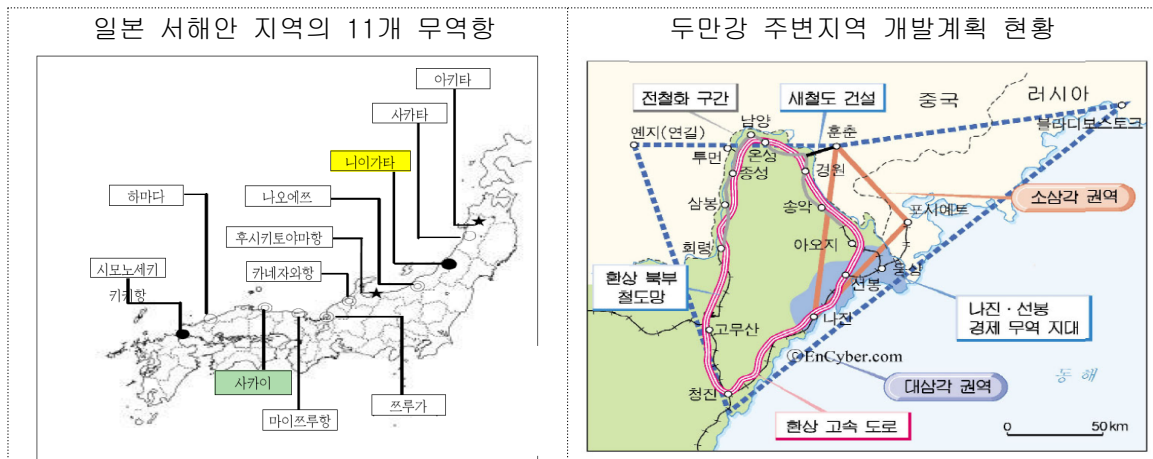 일본 서해안 지역의 11개 무역항
아키타
사카타
니이가타
하마다
나오에쯔
후시키토야마항
시모노세키
키키항
카네자와항
사카이
마이쯔루항
쯔루가
두만강 주변지역 개발계획 현황
전철화 구간
새철도 건설
중국
러시아
블라디보스토크
옌지(연길)
남양
훈춘
투먼
온성
종성
경원
소삼각 권역
삼봉
송악
포시에트
회령
아오지
환상 북부
철도망
선봉
나진·선봉
경제 무역 지대
고무산
나진
©EnCyber.com
대삼각 권역
동 해
청진
환상 고속 도로
0 50km